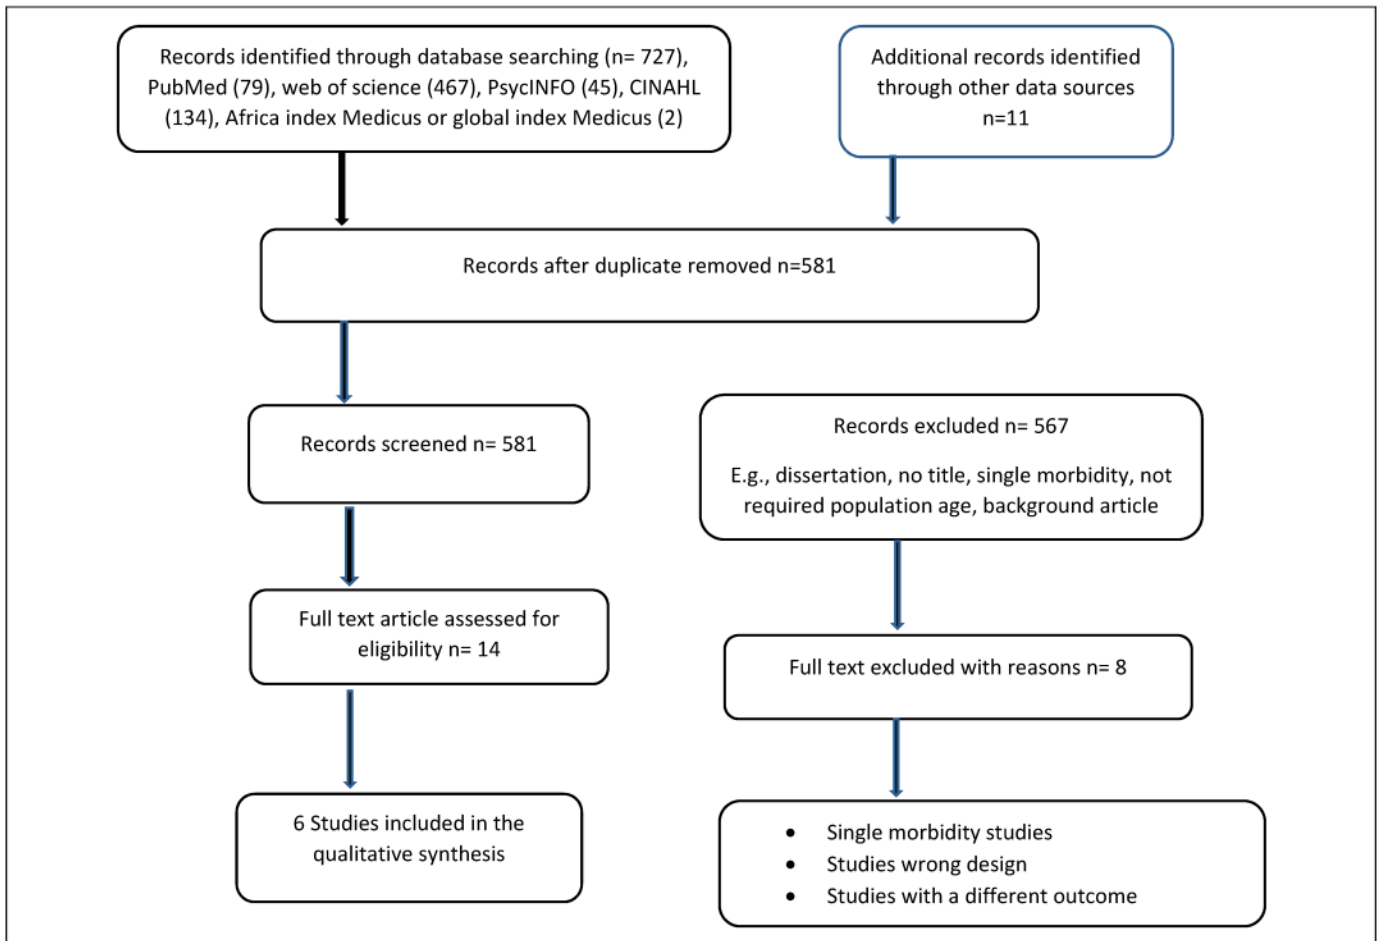 Records identified through database searching (n= 727),
PubMed (79), web of science (467), PsycINFO (45), CINAHL
(134), Africa index Medicus or global index Medicus (2)
Additional records identified
through other data sources
n=11
Records after duplicate removed n=581
Records screened n= 581
Records excluded n= 567
E.g., dissertation, no title, single morbidity, not
required population age, background article
Full text article assessed for
eligibility n= 14
Full text excluded with reasons n= 8
6 Studies included in the
qualitative synthesis
• Single morbidity studies
• Studies wrong design
• Studies with a different outcome